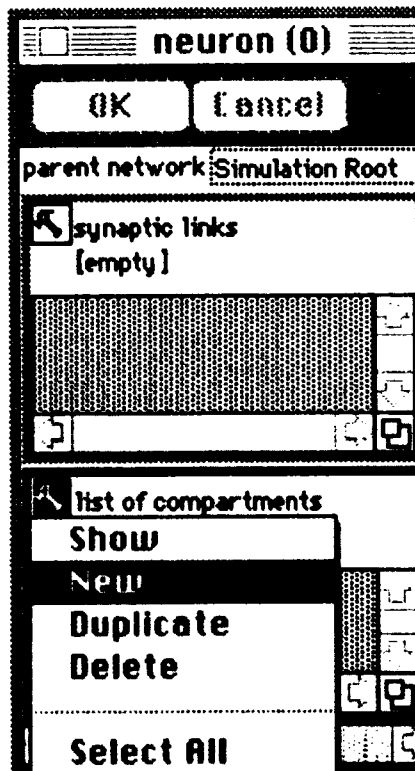 neuron (0)
OK Cancel
parent network: Simulation Root
synaptic links
[empty]
list of compartments
Show
New
Duplicate
Delete
Select All